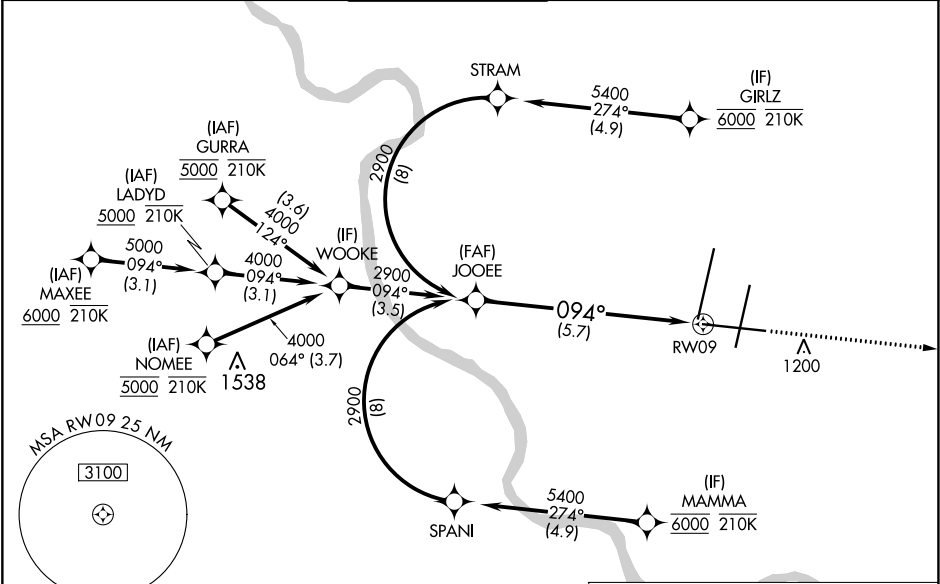 STRAM
5400
274°
(4.9)
(IF)
GIRLZ
6000 210K
2900
(8)
(IAF)
GURRA
5000 210K
(3.6)
4000
124°
(IAF)
LADYD
5000 210K
5000
094°
(3.1)
(IAF)
MAXEE
6000 210K
4000
094°
(3.1)
(IF)
WOOKE
2900
094°
(3.5)
(FAF)
JOOEE
094°
(5.7)
RW09
1200
4000
064° (3.7)
(IAF)
NOMEE
5000 210K
1538
2900
(8)
MSA RW09 25 NM
3100
SPANI
5400
274°
(4.9)
(IF)
MAMMA
6000 210K